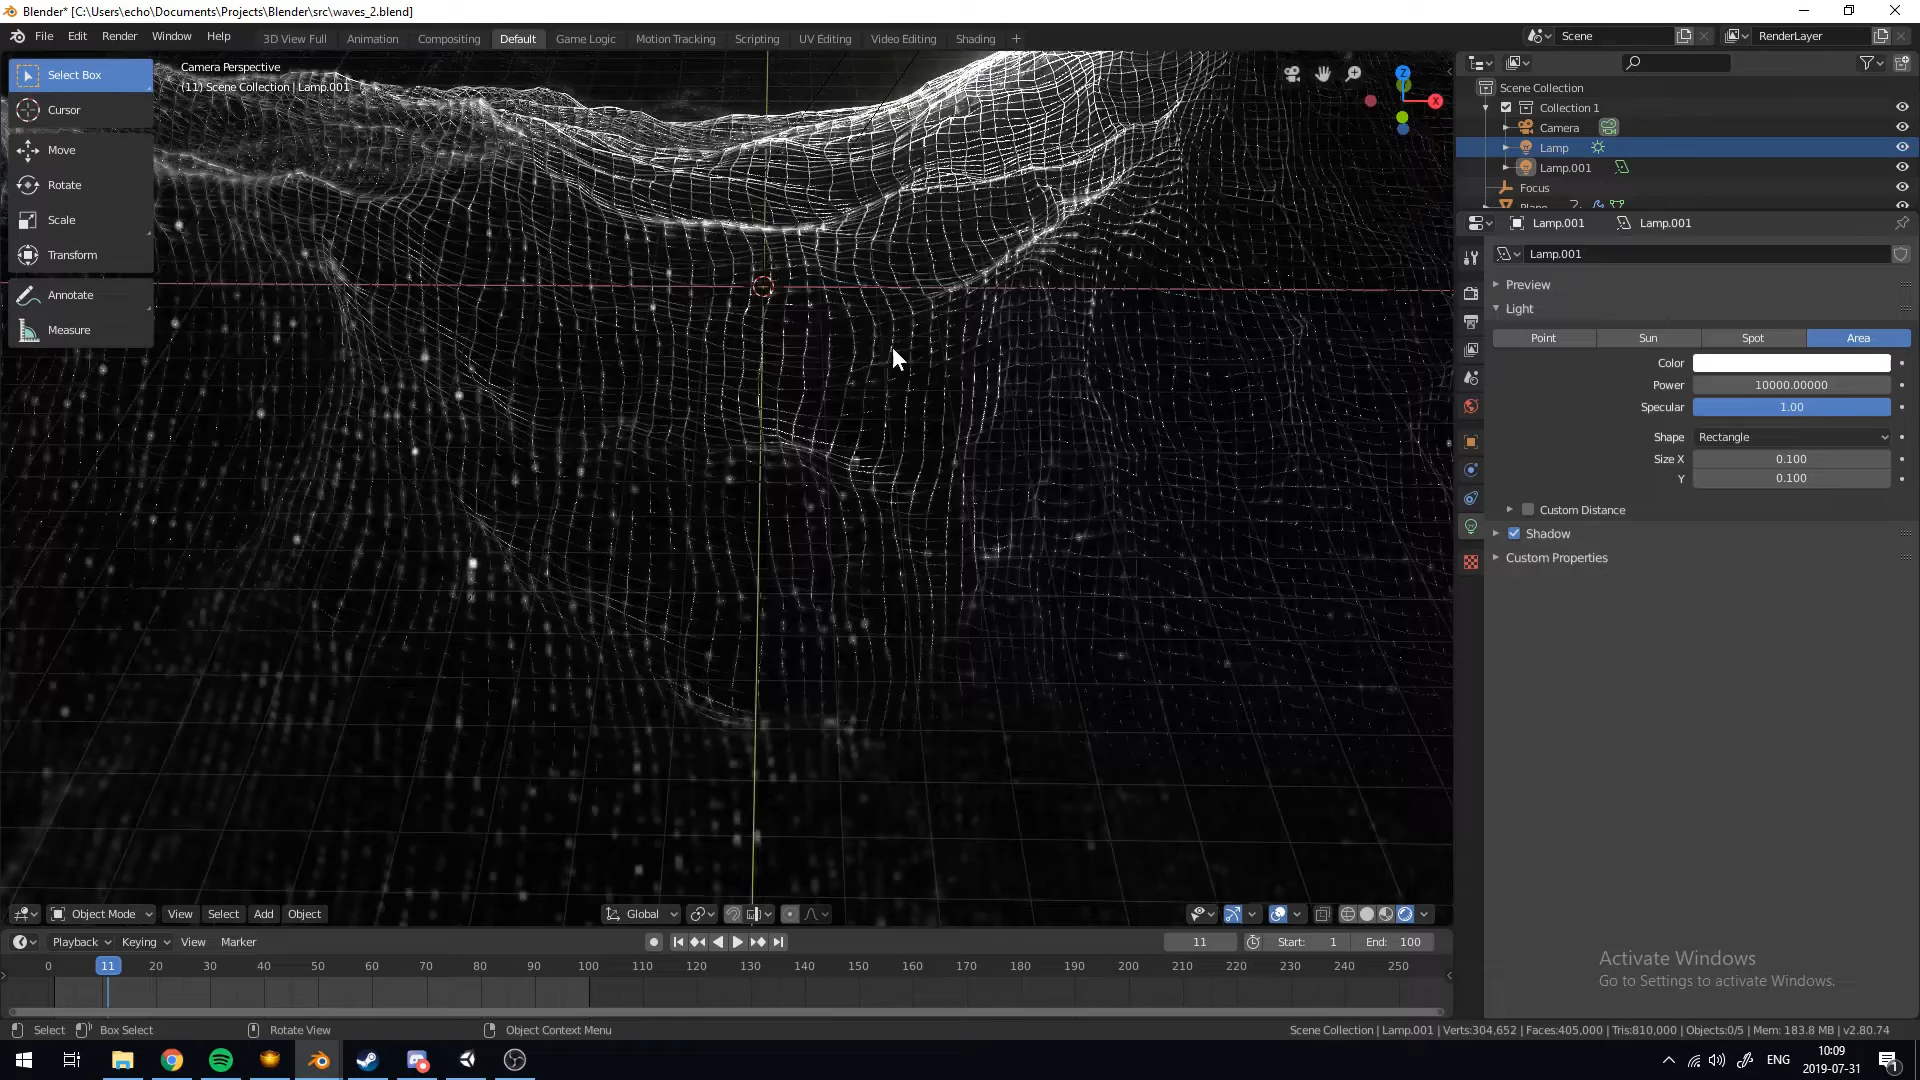 Blender* [C:\Users\echo\Documents\Projects\Blender\src\waves_2.blend]
File Edit Render Window Help 3D View Full Animation Compositing Default Game Logic Motion Tracking Scripting UV Editing Video Editing Shading + Scene RenderLayer
Camera Perspective
(11) Scene Collection | Lamp.001
Select Box
Cursor
Move
Rotate
Scale
Transform
Annotate
Measure
Z
X
Scene Collection
Collection 1
Camera
Lamp
Lamp.001
Focus
Plane
Lamp.001 Lamp.001
Lamp.001
Preview
Light
Point Sun Spot Area
Color
Power 10000.00000
Specular 1.00
Shape Rectangle
Size X 0.100
Y 0.100
Custom Distance
Shadow
Custom Properties
Object Mode View Select Add Object Global
Playback Keying View Marker 11 Start: 1 End: 100
0 11 20 30 40 50 60 70 80 90 100 110 120 130 140 150 160 170 180 190 200 210 220 230 240 250
Activate Windows
Go to Settings to activate Windows.
Select Box Select Rotate View Object Context Menu Scene Collection | Lamp.001 | Verts:304,652 | Faces:405,000 | Tris:810,000 | Objects:0/5 | Mem: 183.8 MB | v2.80.74
ENG
10:09
2019-07-31
1